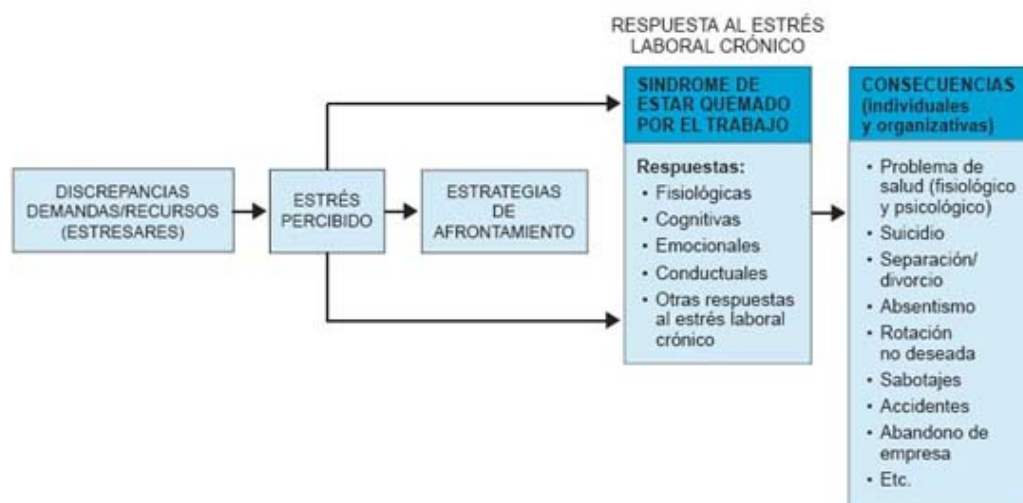 RESPUESTA AL ESTRÉS
LABORAL CRÓNICO
DISCREPANCIAS
DEMANDAS/RECURSOS
(ESTRESARES)
ESTRÉS
PERCIBIDO
ESTRATEGIAS
DE
AFRONTAMIENTO
SINDROME DE
ESTAR QUEMADO
POR EL TRABAJO
Respuestas:
• Fisiológicas
• Cognitivas
• Emocionales
• Conductuales
• Otras respuestas
al estrés laboral
crónico
CONSECUENCIAS
(individuales
y organizativas)
• Problema de
salud (fisiológico
y psicológico)
• Suicidio
• Separación/
divorcio
• Absentismo
• Rotación
no deseada
• Sabotajes
• Accidentes
• Abandono de
empresa
• Etc.